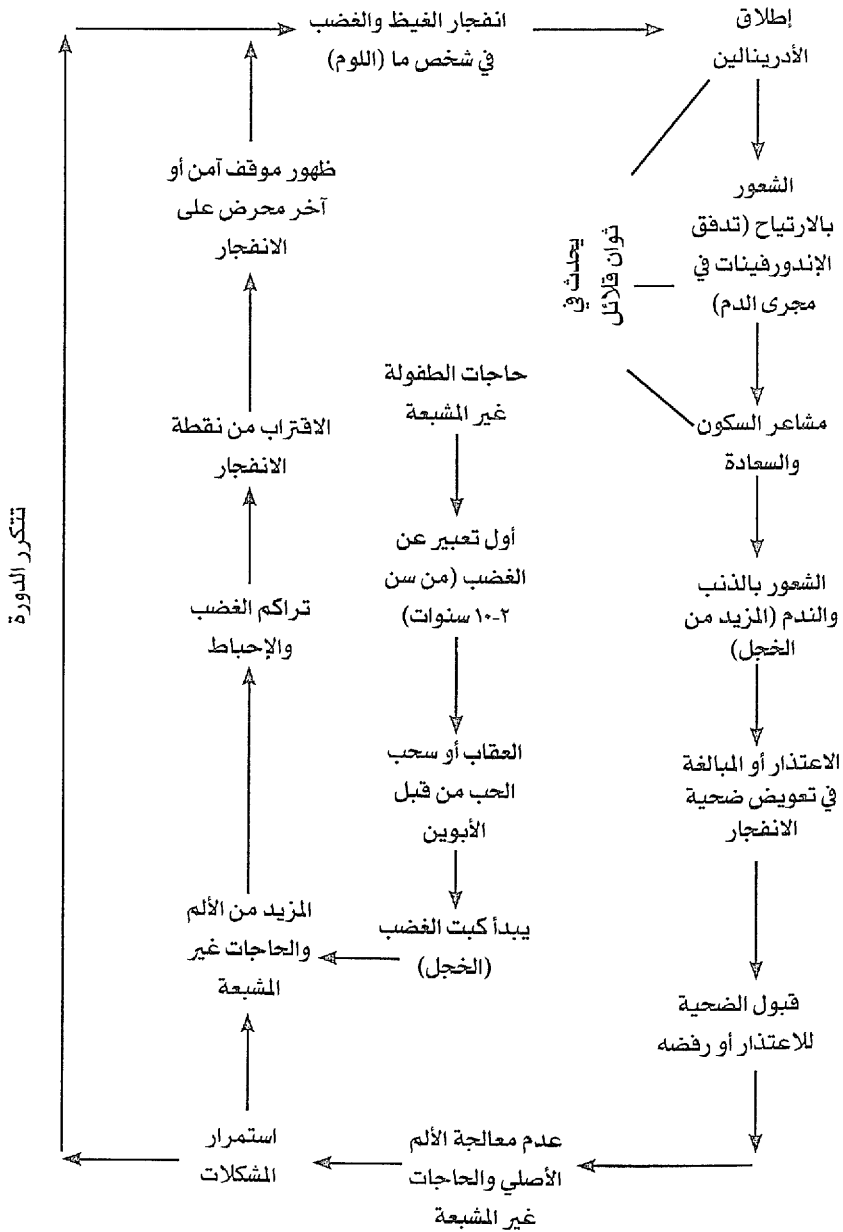 انفجار الغيظ والغضب
في شخص ما (اللوم)
إطلاق
الأدرينالين
الشعور
بالارتياح (تدفق
الإندورفينات في
مجرى الدم)
يحدث في
ثوان قلائل
مشاعر السكون
والسعادة
الشعور بالذنب
والندم (المزيد من
الخجل)
الاعتذار أو المبالغة
في تعويض ضحية
الانفجار
قبول الضحية
للاعتذار أو رفضه
عدم معالجة الألم
الأصلي والحاجات
غير المشبعة
استمرار
المشكلات
حاجات الطفولة
غير المشبعة
أول تعبير عن
الغضب (من سن
٢-١٠ سنوات)
العقاب أو سحب
الحب من قبل
الأبوين
يبدأ كبت الغضب
(الخجل)
المزيد من الألم
والحاجات غير
المشبعة
تراكم الغضب
والإحباط
الاقتراب من نقطة
الانفجار
ظهور موقف آمن أو
آخر محرض على
الانفجار
تتكرر الدورة